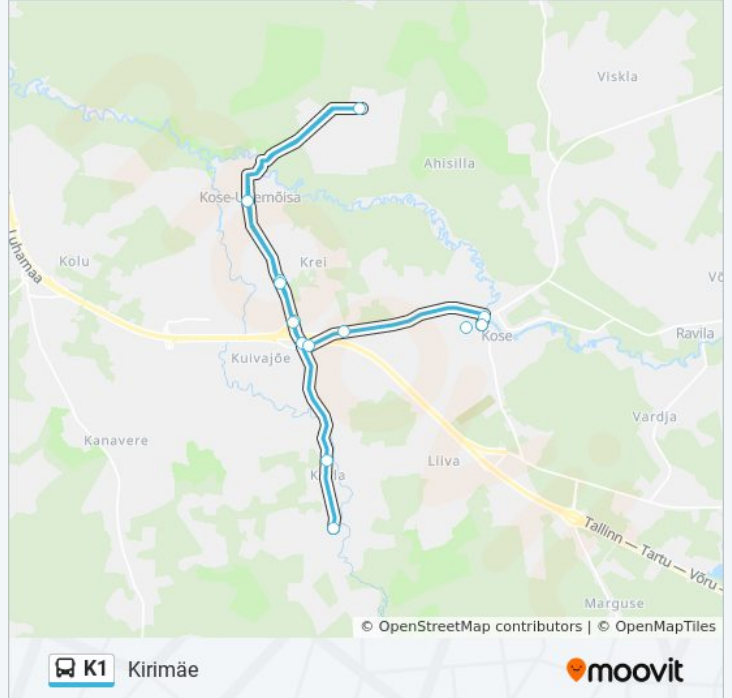 Viskla
Ahisilla
Kose-Uuemõisa
Luhamaa
Kolu
Krei
Võ
Kose
Ravila
Kuivajõe
Vardja
Kanavere
Liiva
Tallinn — Tartu — Võru -
Marguse
© OpenStreetMap contributors | © OpenMapTiles
K1 Kirimäe
moovit